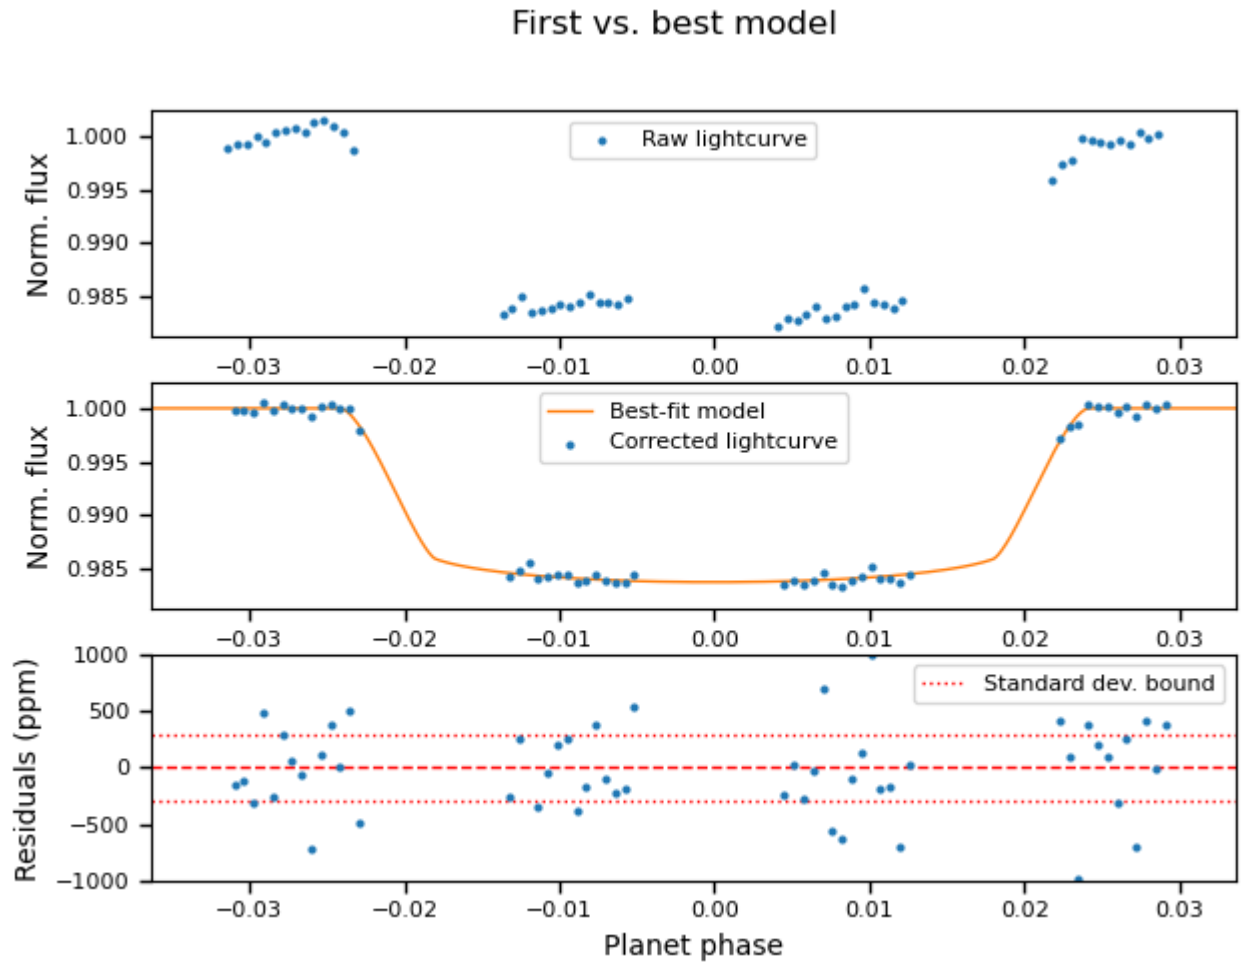 First vs. best model
1.000
0.995
0.990
0.985
Norm. flux
Raw lightcurve
−0.03 −0.02 −0.01 0.00 0.01 0.02 0.03
1.000
0.995
0.990
0.985
Norm. flux
Best-fit model
Corrected lightcurve
−0.03 −0.02 −0.01 0.00 0.01 0.02 0.03
1000
500
0
−500
−1000
Residuals (ppm)
Standard dev. bound
−0.03 −0.02 −0.01 0.00 0.01 0.02 0.03
Planet phase